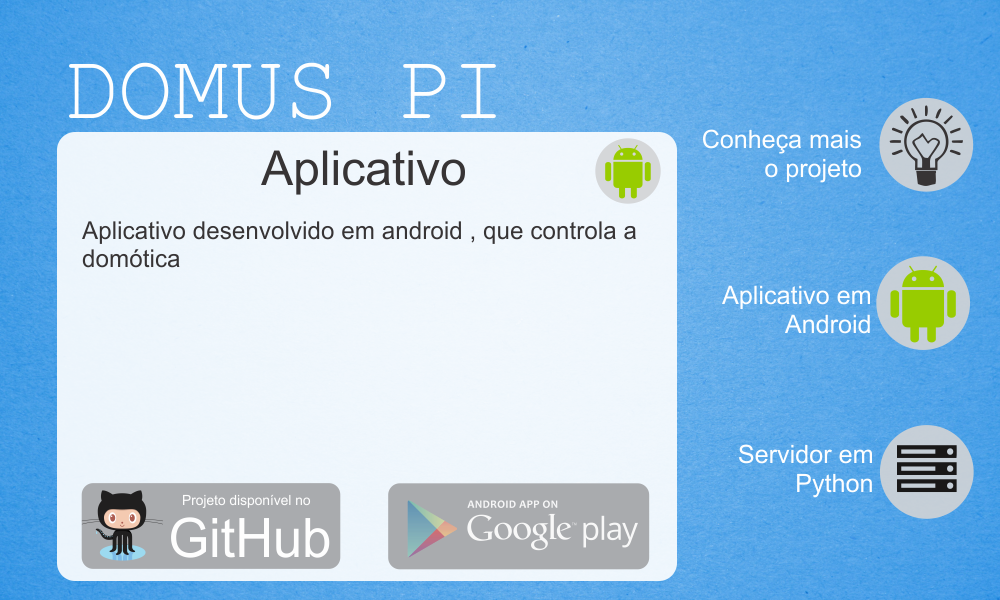 DOMUS PI
Aplicativo
Aplicativo desenvolvido em android , que controla a
domótica
Projeto disponível no
GitHub
ANDROID APP ON
Google play
Conheça mais
o projeto
Aplicativo em
Android
Servidor em
Python